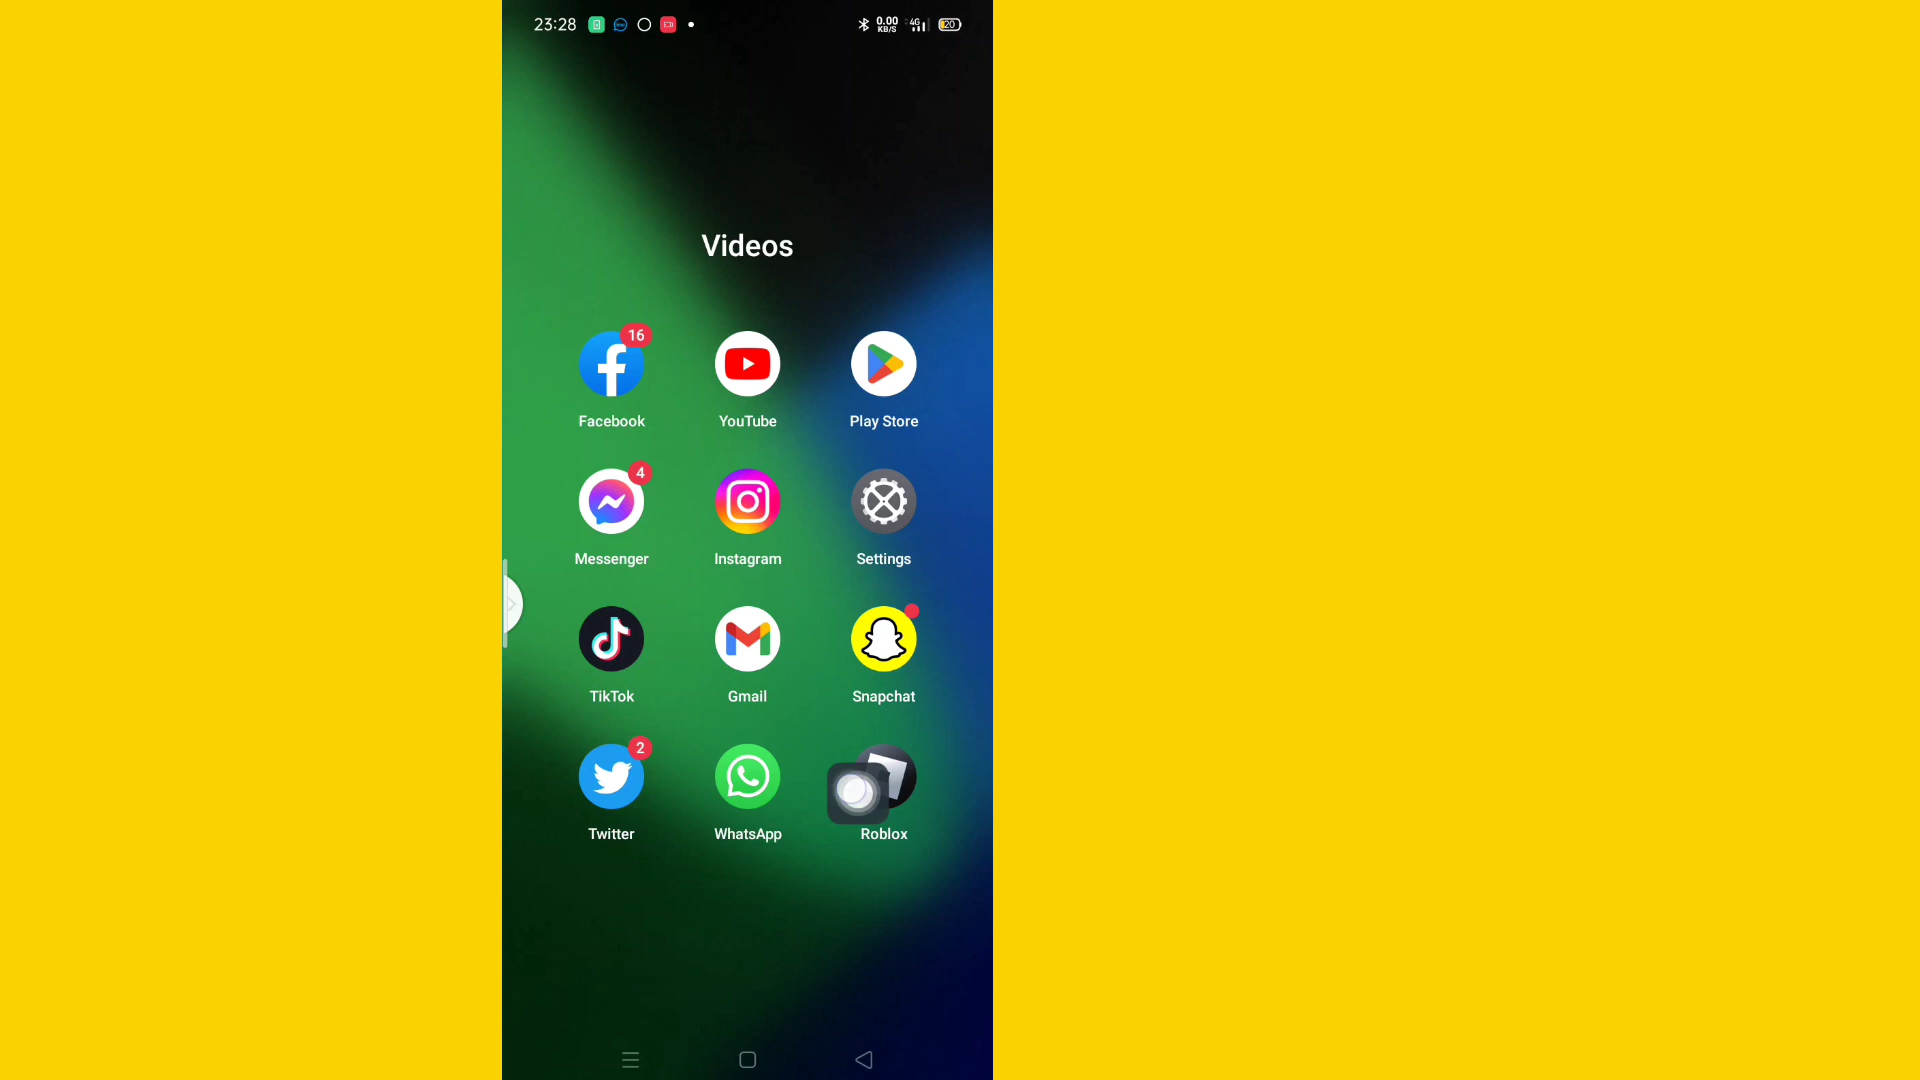 23:28 0.00 KB/S 4G 20
Videos
16
Facebook YouTube Play Store
4
Messenger Instagram Settings
TikTok Gmail Snapchat
2
Twitter WhatsApp Roblox